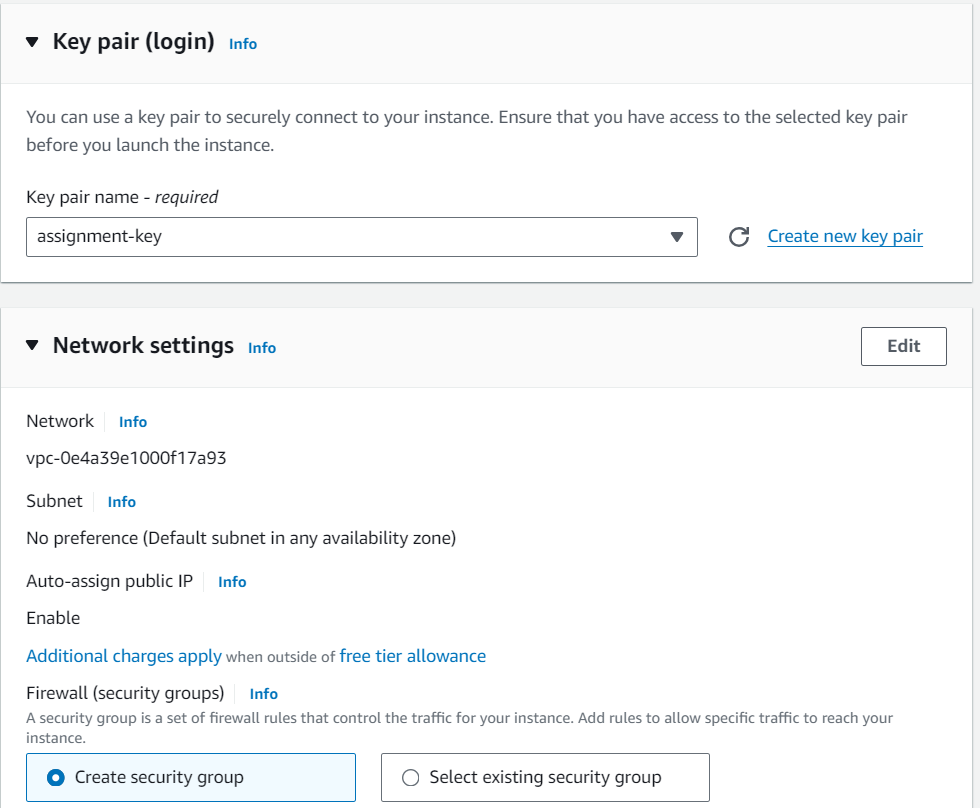 Key pair (login) Info
You can use a key pair to securely connect to your instance. Ensure that you have access to the selected key pair
before you launch the instance.
Key pair name - required
assignment-key
Create new key pair
Network settings Info
Edit
Network Info
vpc-0e4a39e1000f17a93
Subnet Info
No preference (Default subnet in any availability zone)
Auto-assign public IP Info
Enable
Additional charges apply when outside of free tier allowance
Firewall (security groups) Info
A security group is a set of firewall rules that control the traffic for your instance. Add rules to allow specific traffic to reach your
instance.
Create security group
Select existing security group